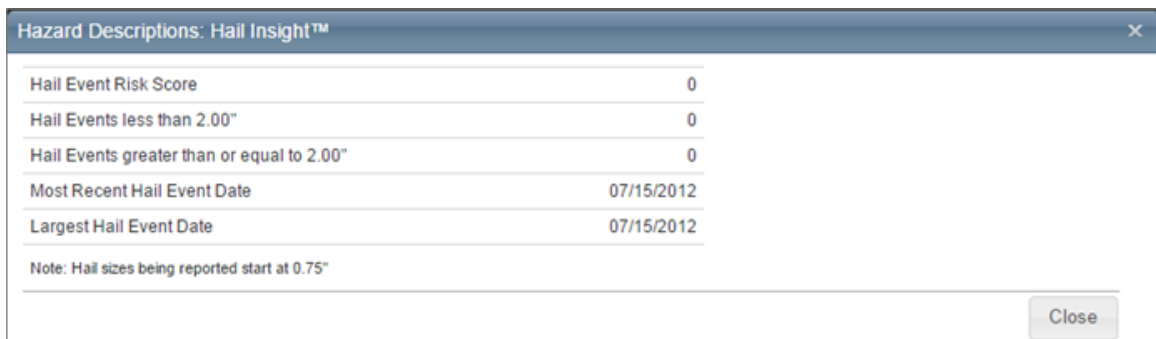 Hazard Descriptions: Hail Insight™ ×
Hail Event Risk Score 0
Hail Events less than 2.00" 0
Hail Events greater than or equal to 2.00" 0
Most Recent Hail Event Date 07/15/2012
Largest Hail Event Date 07/15/2012
Note: Hail sizes being reported start at 0.75"
Close